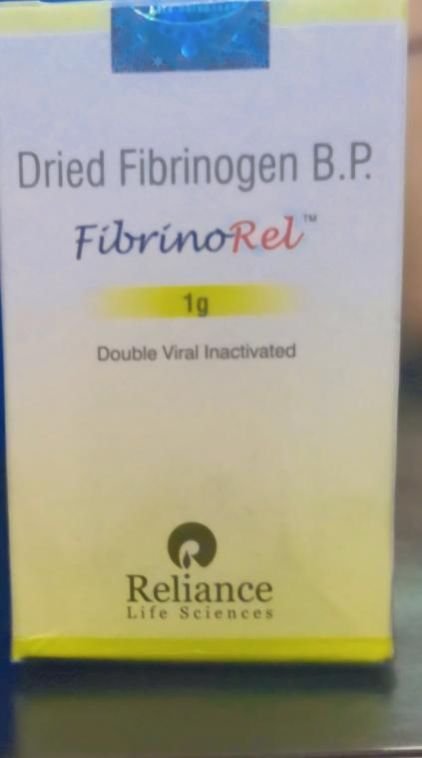 Dried Fibrinogen B.P.
FibrinoRel™
1g
Double Viral Inactivated
Reliance
Life Sciences